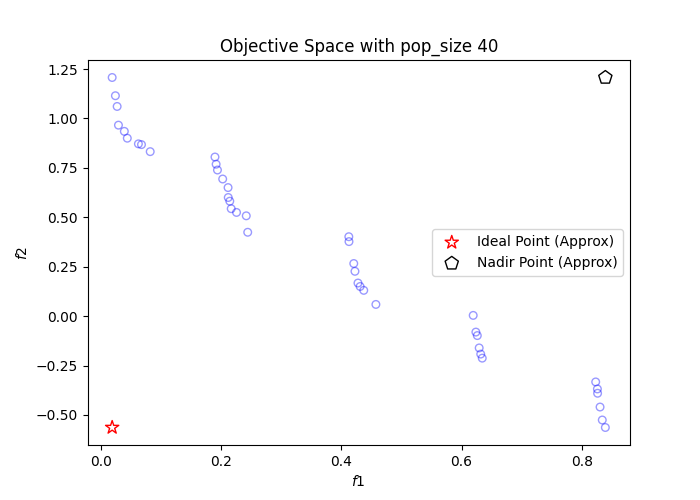 Objective Space with pop_size 40
1.25
1.00
0.75
0.50
0.25
0.00
−0.25
−0.50
f2
Ideal Point (Approx)
Nadir Point (Approx)
0.0 0.2 0.4 0.6 0.8
f1